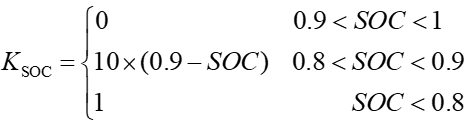 0 0.9 < SOC < 1
K_SOC = { 10×(0.9 − SOC) 0.8 < SOC < 0.9
1 SOC < 0.8